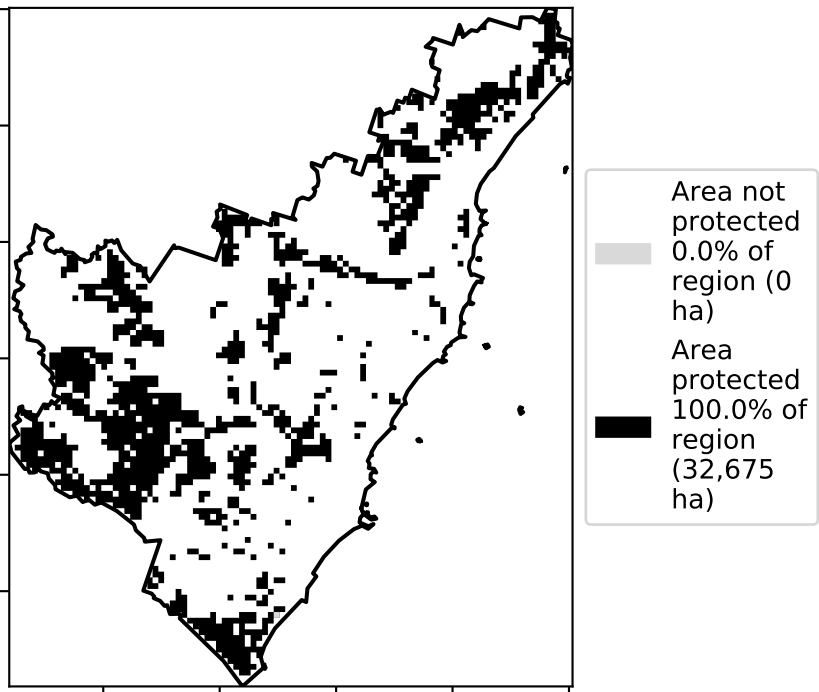 Area not
protected
0.0% of
region (0
ha)
Area
protected
100.0% of
region
(32,675
ha)